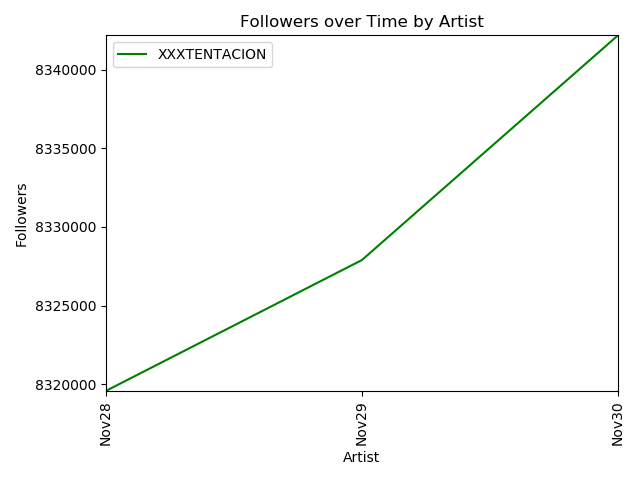 Followers over Time by Artist
XXXTENTACION
8340000
8335000
8330000
8325000
8320000
Followers
Nov28
Nov29
Nov30
Artist